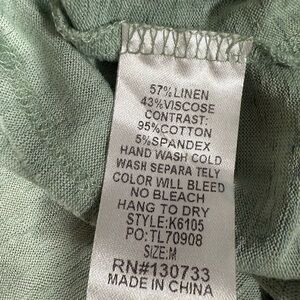 57%LINEN
43%VISCOSE
CONTRAST:
95%COTTON
5%SPANDEX
HAND WASH COLD
WASH SEPARA TELY
COLOR WILL BLEED
NO BLEACH
HANG TO DRY
STYLE:K6105
PO:TL70908
SIZE:M
RN#130733
MADE IN CHINA